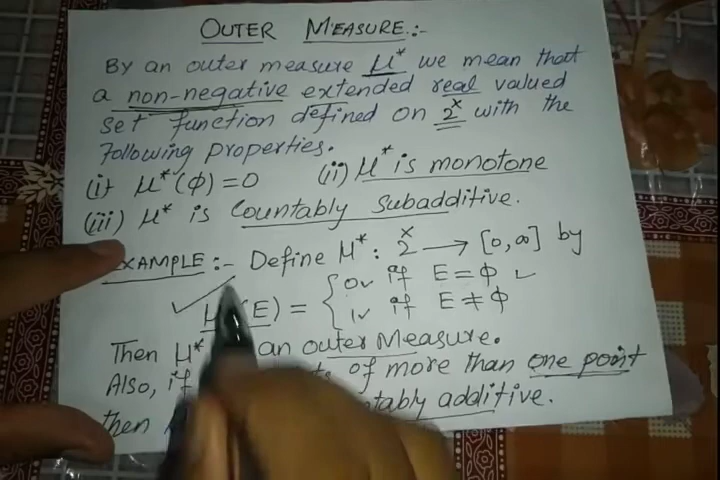 OUTER MEASURE:-
By an outer measure μ* we mean that
a non-negative extended real valued
set function defined on 2^X with the
following properties.
(i) μ*(φ)=0 (ii) μ* is monotone
(iii) μ* is Countably Subadditive.
EXAMPLE:- Define μ*: 2^X → [0,∞] by
(E) = { 0 if E = φ
1 if E ≠ φ
Then μ* an outer Measure.
Also, if of more than one point
additive.
then